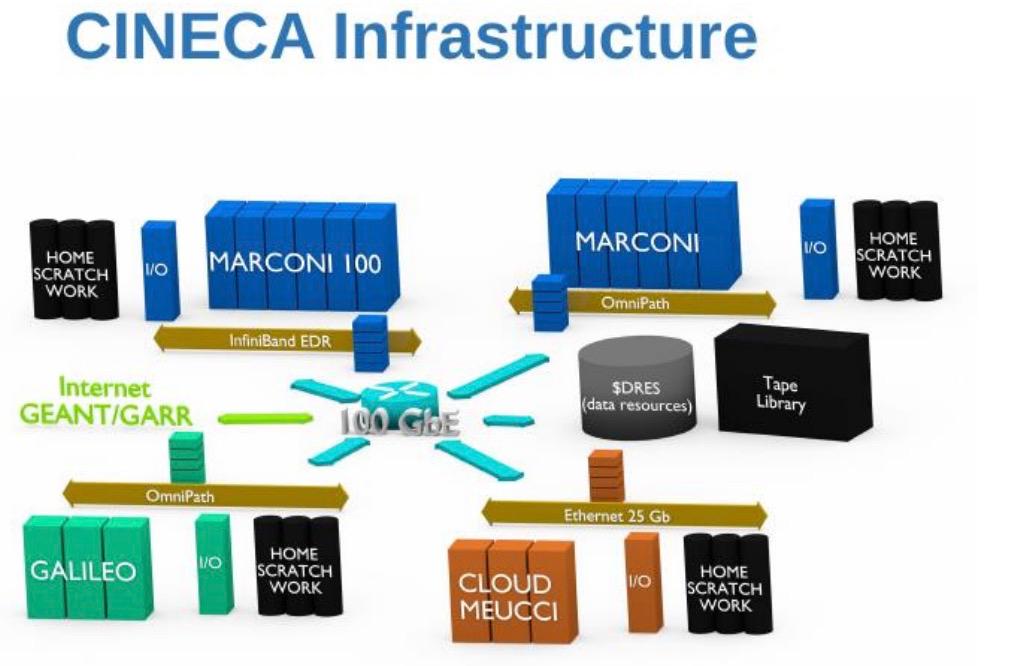 CINECA Infrastructure
HOME
SCRATCH
WORK
I/O
MARCONI 100
InfiniBand EDR
MARCONI
I/O
HOME
SCRATCH
WORK
OmniPath
Internet
GEANT/GARR
100 GbE
$DRES
(data resources)
Tape
Library
OmniPath
GALILEO
I/O
HOME
SCRATCH
WORK
Ethernet 25 Gb
CLOUD
MEUCCI
I/O
HOME
SCRATCH
WORK